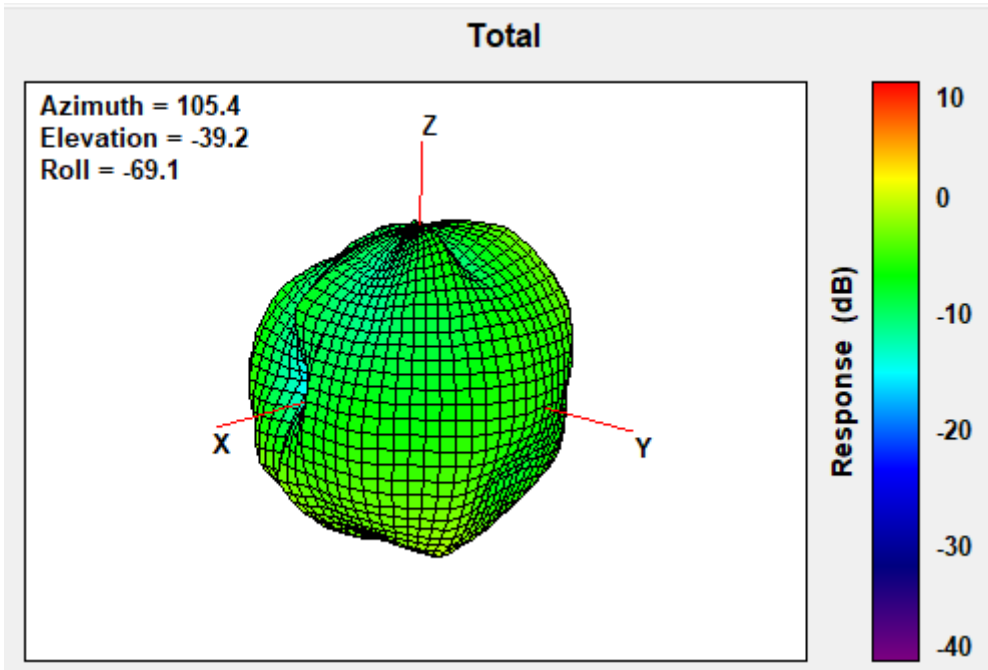 Total
Azimuth = 105.4
Elevation = -39.2
Roll = -69.1
Z
X
Y
10
0
-10
-20
-30
-40
Response (dB)